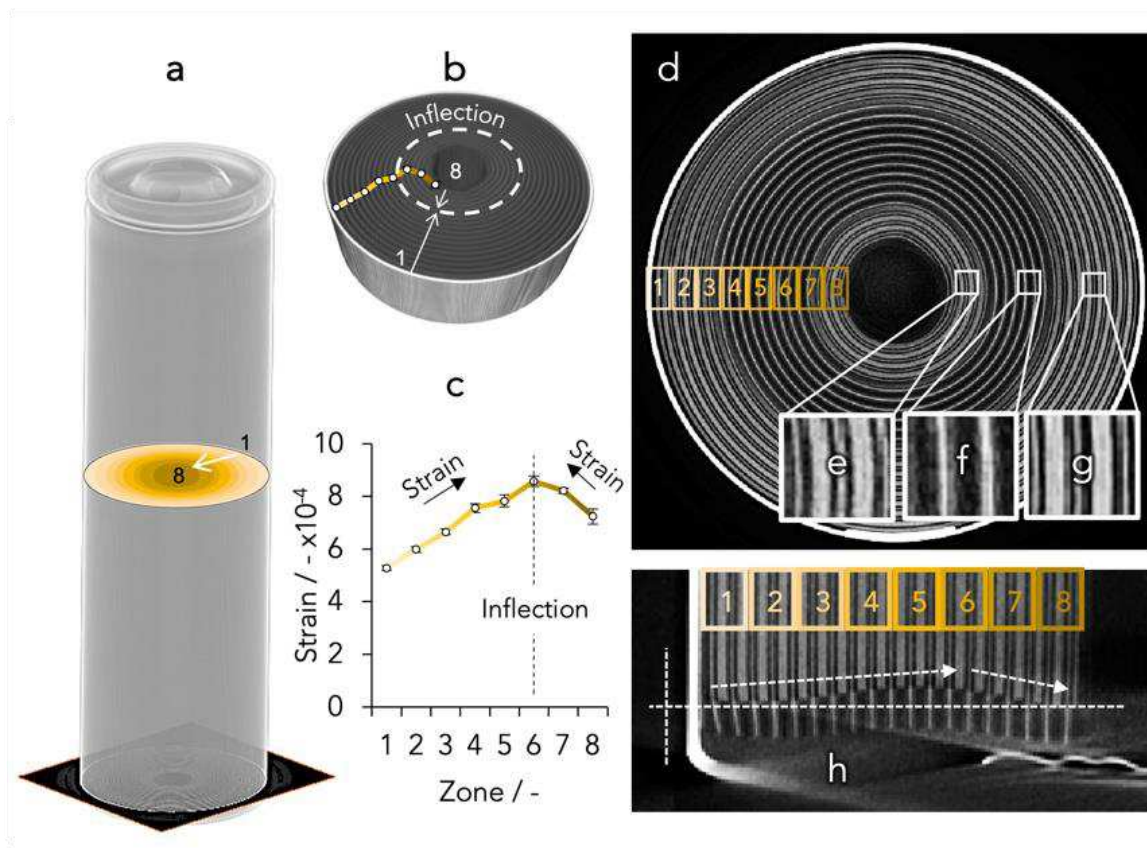 a
1
8
b
Inflection
8
1
c
10
8
6
4
2
0
Strain / - x10⁻⁴
Strain
Strain
Inflection
1 2 3 4 5 6 7 8
Zone / -
d
1 2 3 4 5 6 7 8
e f g
1 2 3 4 5 6 7 8
h